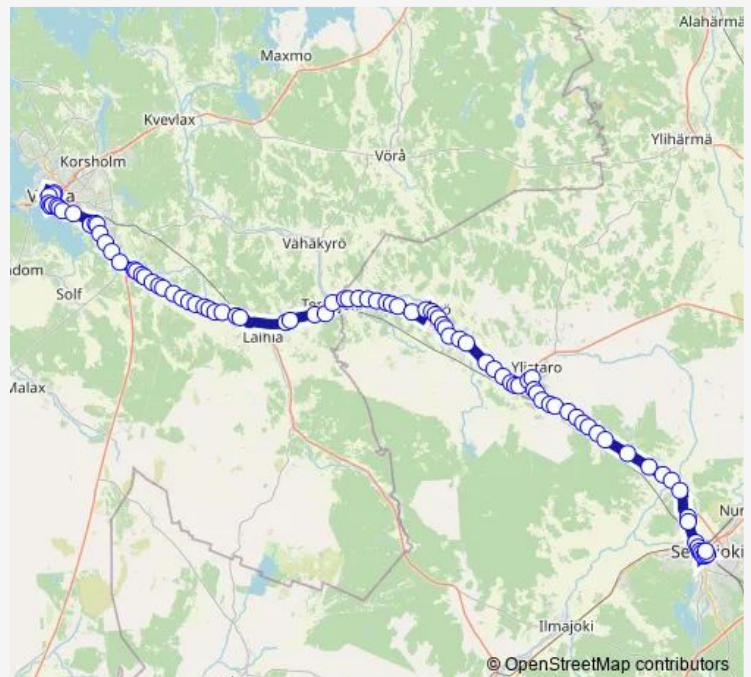 Alahärmä
Maxmo
Kvevlax
Ylihärmä
Vörå
Korsholm
Vähäkyrö
Solf
Lainia
Ylistaro
Malax
Ilmajoki
© OpenStreetMap contributors